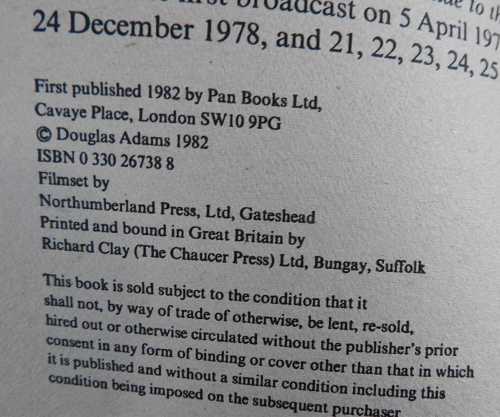 first broadcast on 5 April 197
24 December 1978, and 21, 22, 23, 24, 25
First published 1982 by Pan Books Ltd,
Cavaye Place, London SW10 9PG
© Douglas Adams 1982
ISBN 0 330 26738 8
Filmset by
Northumberland Press, Ltd, Gateshead
Printed and bound in Great Britain by
Richard Clay (The Chaucer Press) Ltd, Bungay, Suffolk
This book is sold subject to the condition that it
shall not, by way of trade of otherwise, be lent, re-sold,
hired out or otherwise circulated without the publisher's prior
consent in any form of binding or cover other than that in which
it is published and without a similar condition including this
condition being imposed on the subsequent purchaser